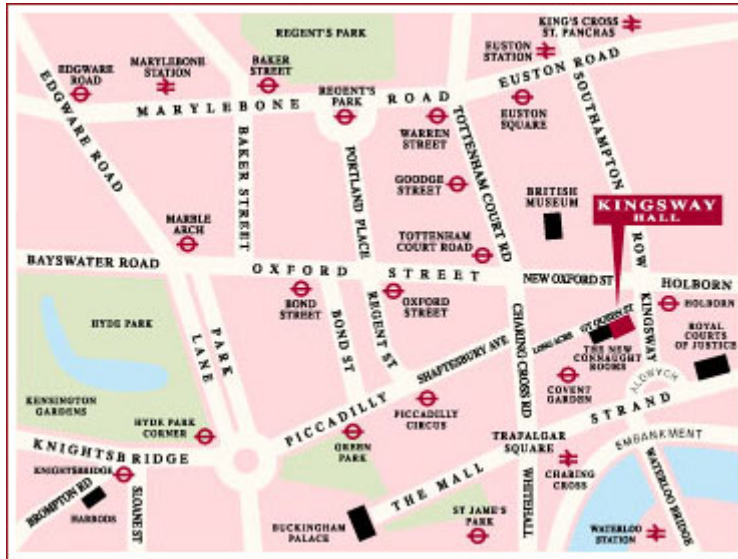 REGENT'S PARK
KING'S CROSS
ST. PANCHAS
EUSTON
STATION
EDGWARE
ROAD
MARYLEBONE
STATION
BAKER
STREET
EUSTON ROAD
MARYLEBONE ROAD
REGENT'S
PARK
WARREN
STREET
EUSTON
SQUARE
EDGWARE ROAD
BAKER STREET
PORTLAND PLACE
TOTTENHAM COURT RD
SOUTHAMPTON ROW
GOODGE
STREET
BRITISH
MUSEUM
KINGSWAY
HALL
MARBLE
ARCH
TOTTENHAM
COURT ROAD
BAYSWATER ROAD
OXFORD STREET
NEW OXFORD ST
HOLBORN
BOND
STREET
OXFORD
STREET
HOLBORN
HYDE PARK
PARK LANE
BOND ST
REGENT ST
CHARING CROSS RD
LONG ACRE
GT QUEEN ST
KINGSWAY
ROYAL
COURTS
OF JUSTICE
THE NEW
CONNAUGHT
ROOMS
SHAFTESBURY AVE
COVENT
GARDEN
ALDWYCH
KENSINGTON
GARDENS
HYDE PARK
CORNER
PICCADILLY
PICCADILLY
CIRCUS
STRAND
KNIGHTSBRIDGE
GREEN
PARK
TRAFALGAR
SQUARE
EMBANKMENT
KNIGHTSBRIDGE
CHARING
CROSS
BROMPTON RD
HARRODS
SLOANE ST
THE MALL
WHITEHALL
WATERLOO BRIDGE
BUCKINGHAM
PALACE
ST JAME'S
PARK
WATERLOO
STATION